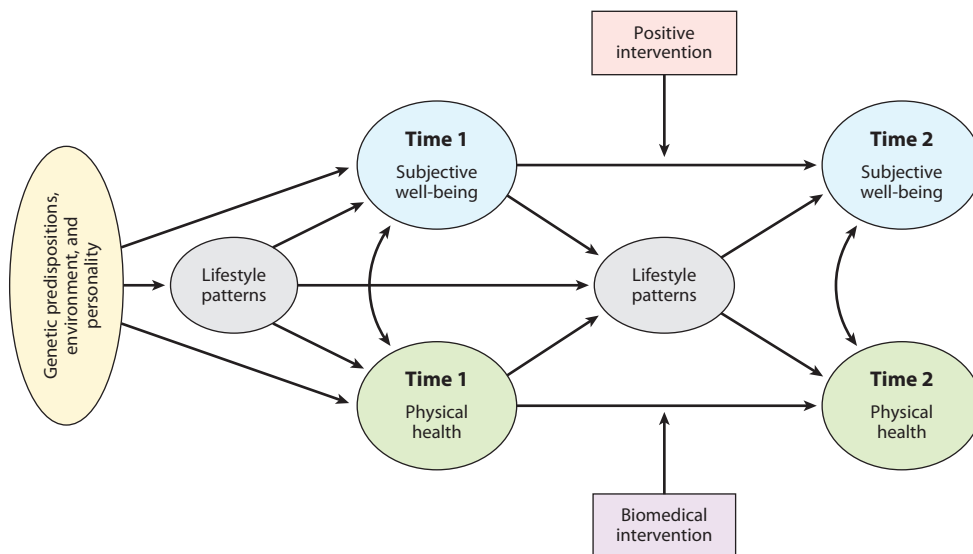 Positive
intervention
Time 1
Subjective
well-being
Time 2
Subjective
well-being
Genetic predispositions,
environment, and
personality
Lifestyle
patterns
Lifestyle
patterns
Time 1
Physical
health
Time 2
Physical
health
Biomedical
intervention